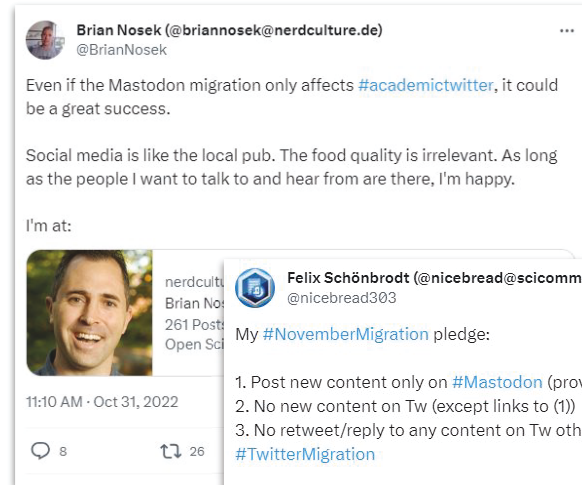 Brian Nosek (@briannosek@nerdculture.de)
@BrianNosek
Even if the Mastodon migration only affects #academictwitter, it could
be a great success.
Social media is like the local pub. The food quality is irrelevant. As long
as the people I want to talk to and hear from are there, I'm happy.
I'm at:
nerdcultu
Brian Nos
261 Posts
Open Sci
11:10 AM · Oct 31, 2022
8
26
Felix Schönbrodt (@nicebread@scicomm
@nicebread303
My #NovemberMigration pledge:
1. Post new content only on #Mastodon (prov
2. No new content on Tw (except links to (1))
3. No retweet/reply to any content on Tw oth
#TwitterMigration